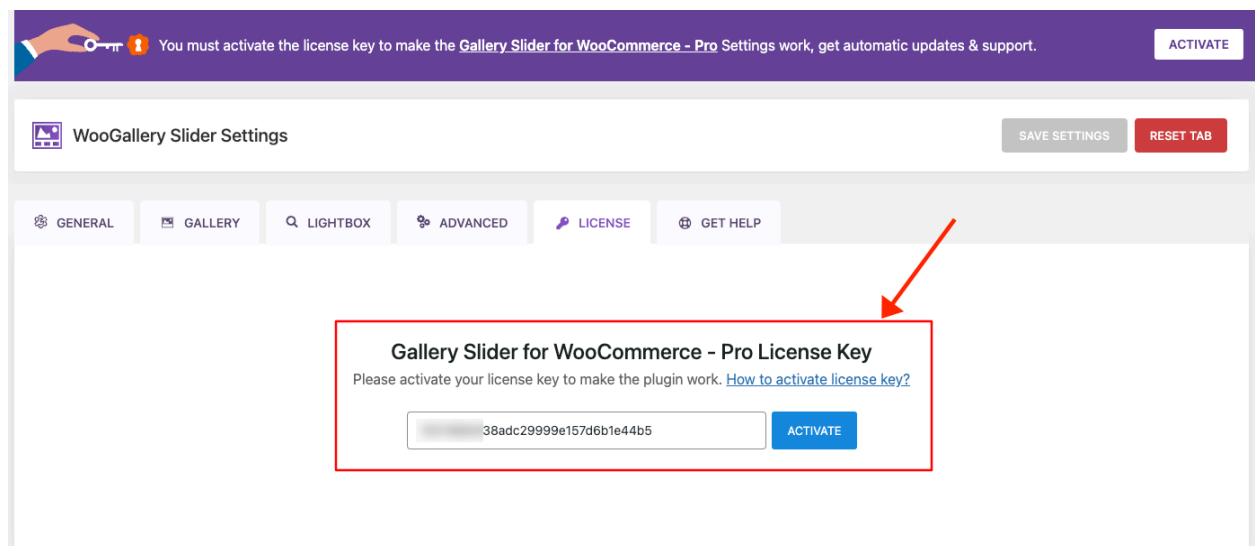 You must activate the license key to make the Gallery Slider for WooCommerce - Pro Settings work, get automatic updates & support.
ACTIVATE
WooGallery Slider Settings
SAVE SETTINGS
RESET TAB
GENERAL
GALLERY
LIGHTBOX
ADVANCED
LICENSE
GET HELP
Gallery Slider for WooCommerce - Pro License Key
Please activate your license key to make the plugin work. How to activate license key?
38adc29999e157d6b1e44b5
ACTIVATE